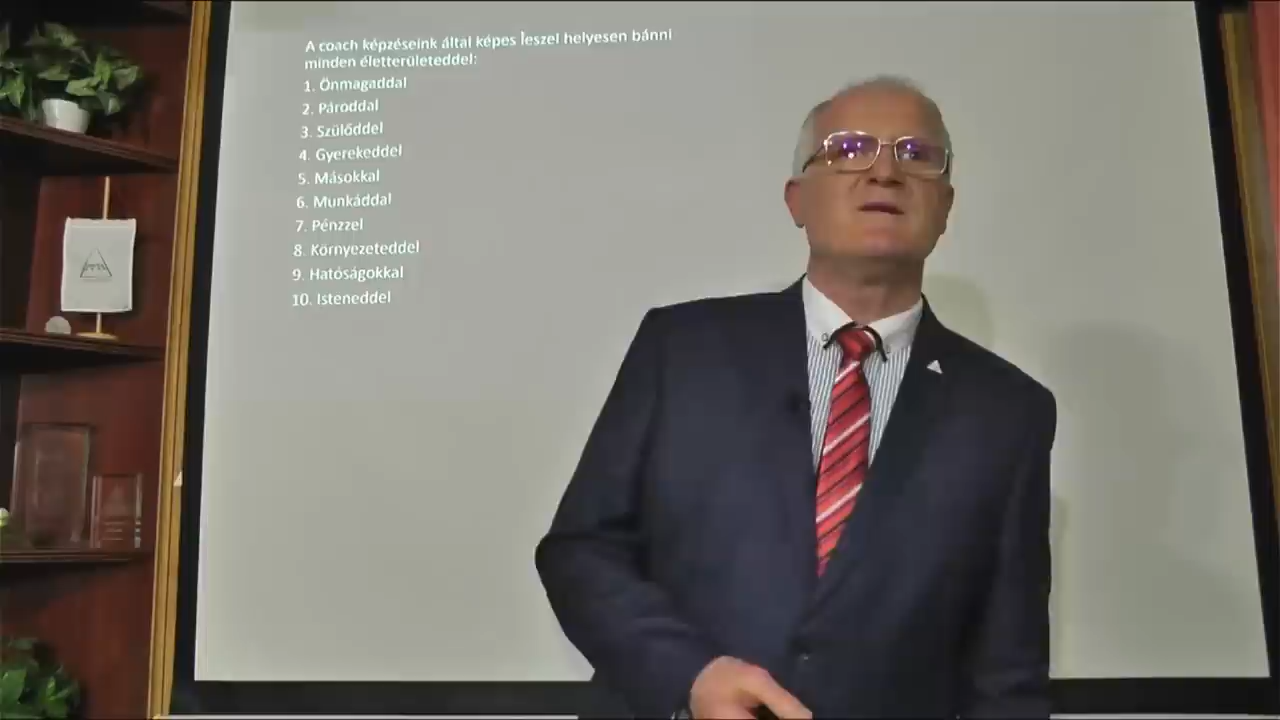 A coach képzéseink által képes leszel helyesen bánni
minden életterületeddel:
1. Önmagaddal
2. Pároddal
3. Szülőddel
4. Gyerekeddel
5. Másokkal
6. Munkáddal
7. Pénzzel
8. Környezeteddel
9. Hatóságokkal
10. Isteneddel